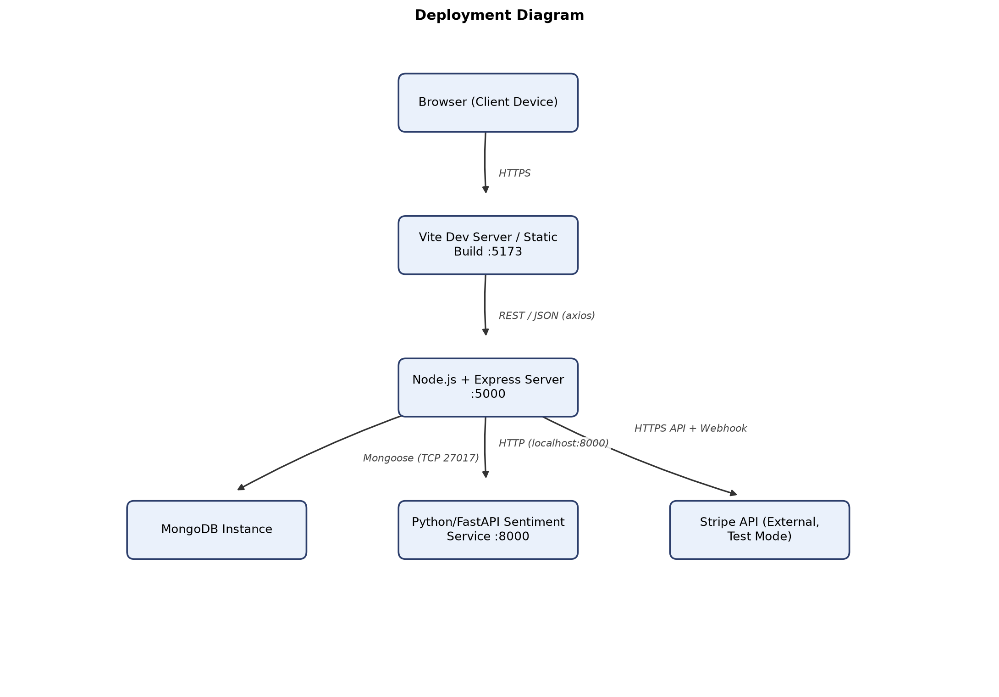 Deployment Diagram
Browser (Client Device)
HTTPS
Vite Dev Server / Static
Build :5173
REST / JSON (axios)
Node.js + Express Server
:5000
HTTPS API + Webhook
HTTP (localhost:8000)
Mongoose (TCP 27017)
MongoDB Instance
Python/FastAPI Sentiment
Service :8000
Stripe API (External,
Test Mode)